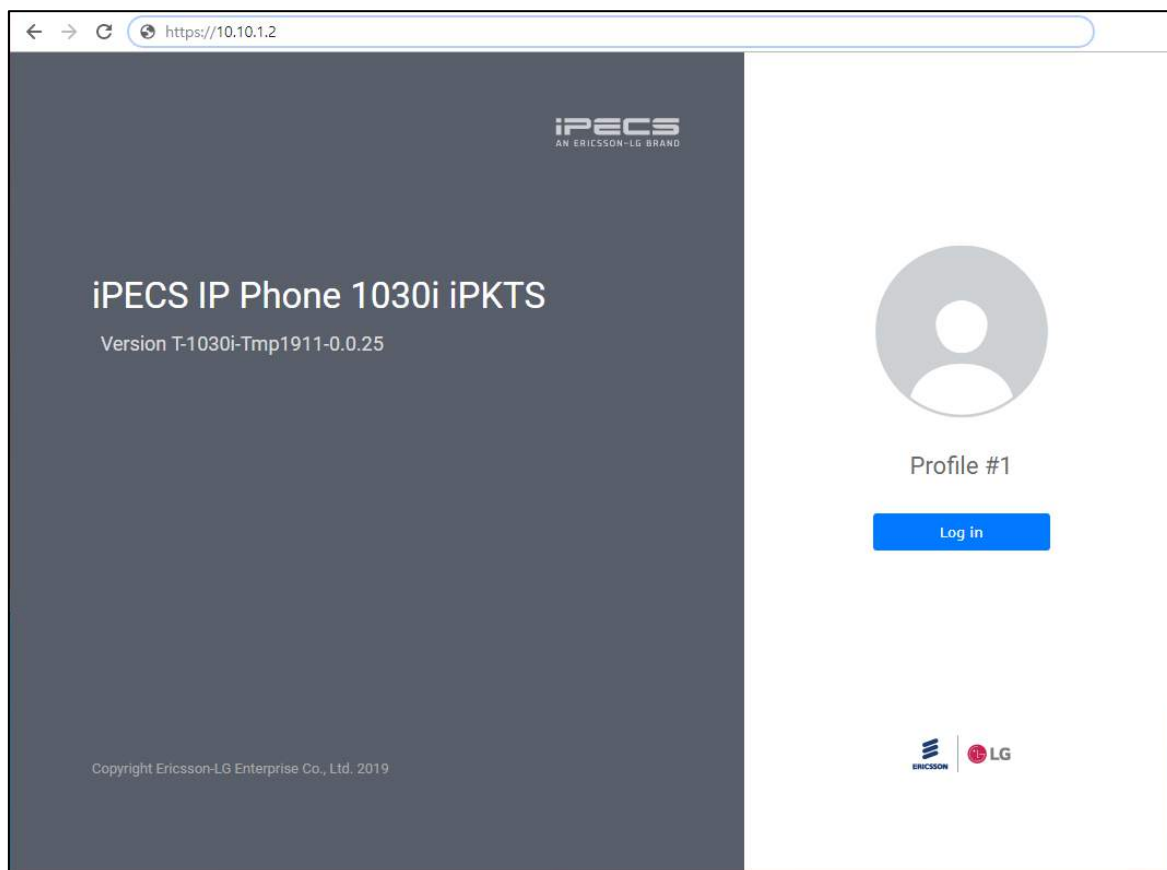 https://10.10.1.2
iPECS
AN ERICSSON-LG BRAND
iPECS IP Phone 1030i iPKTS
Version T-1030i-Tmp1911-0.0.25
Profile #1
Log in
Copyright Ericsson-LG Enterprise Co., Ltd. 2019
ERICSSON
LG